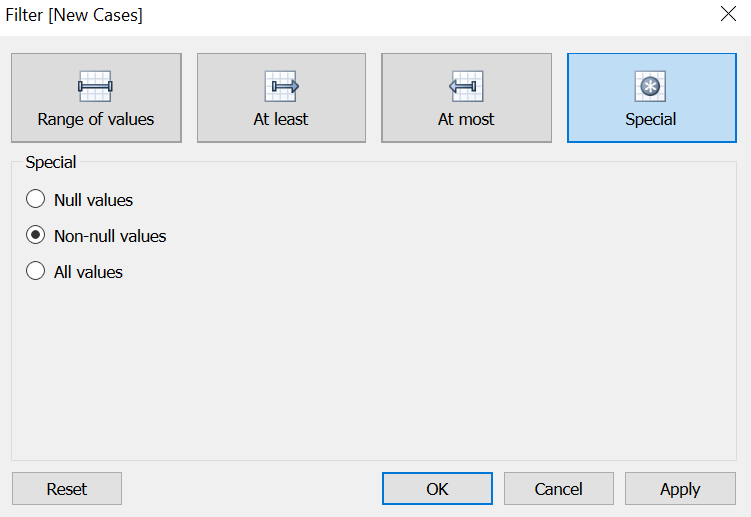 Filter [New Cases]
Range of values
At least
At most
Special
Special
Null values
Non-null values
All values
Reset
OK
Cancel
Apply